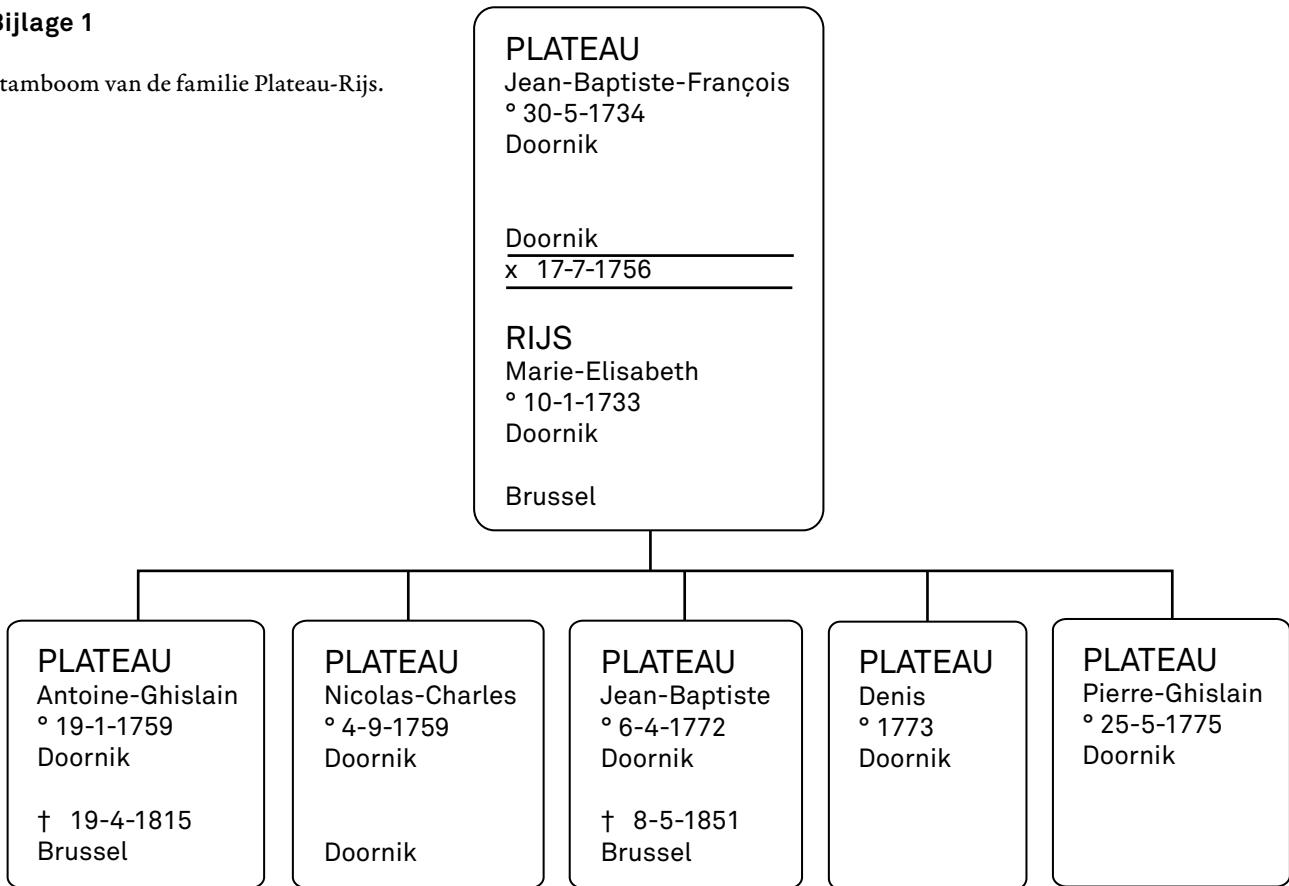 Bijlage 1
tamboom van de familie Plateau-Rijs.
PLATEAU
Jean-Baptiste-François
° 30-5-1734
Doornik
Doornik
x 17-7-1756
RIJS
Marie-Elisabeth
° 10-1-1733
Doornik
Brussel
PLATEAU
Antoine-Ghislain
° 19-1-1759
Doornik
† 19-4-1815
Brussel
PLATEAU
Nicolas-Charles
° 4-9-1759
Doornik
Doornik
PLATEAU
Jean-Baptiste
° 6-4-1772
Doornik
† 8-5-1851
Brussel
PLATEAU
Denis
° 1773
Doornik
PLATEAU
Pierre-Ghislain
° 25-5-1775
Doornik